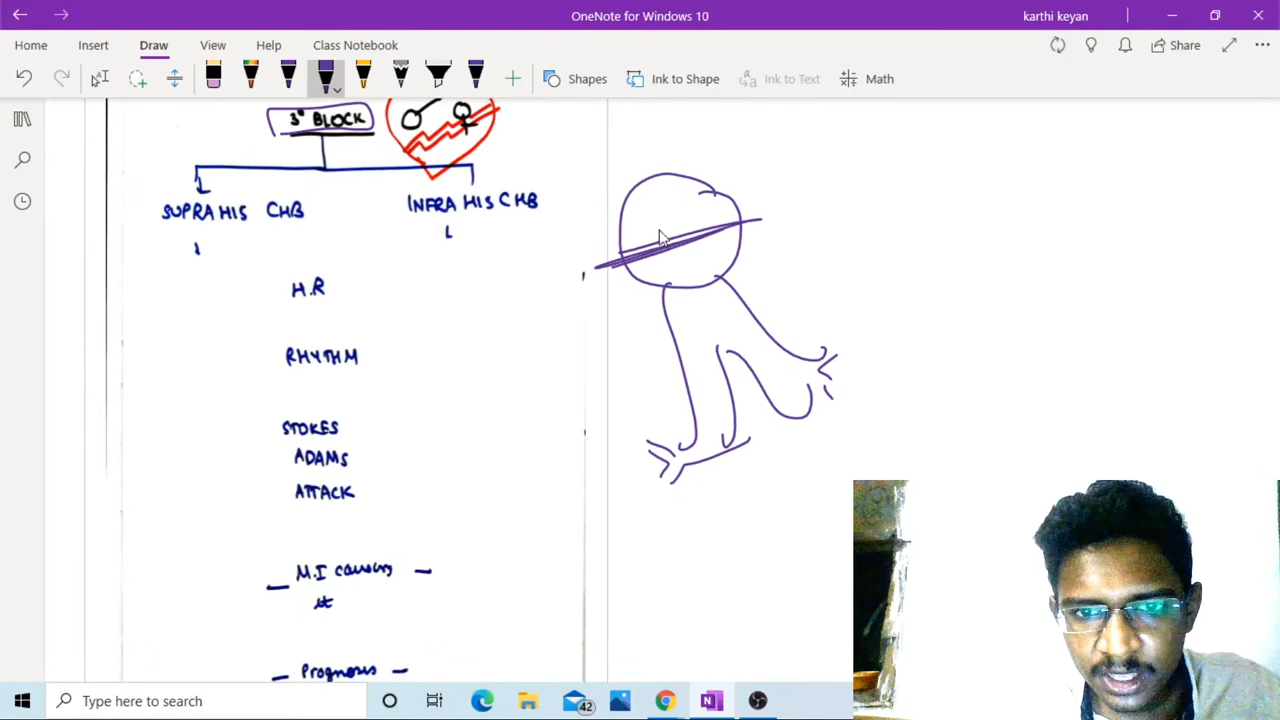 OneNote for Windows 10
karthi keyan
Home Insert Draw View Help Class Notebook
Share
Shapes Ink to Shape Ink to Text Math
3° BLOCK
SUPRA HIS CHB INFRA HIS CHB
H.R
RHYTHM
STOKES
ADAMS
ATTACK
M.I causing
it
Prognosis
Type here to search
42